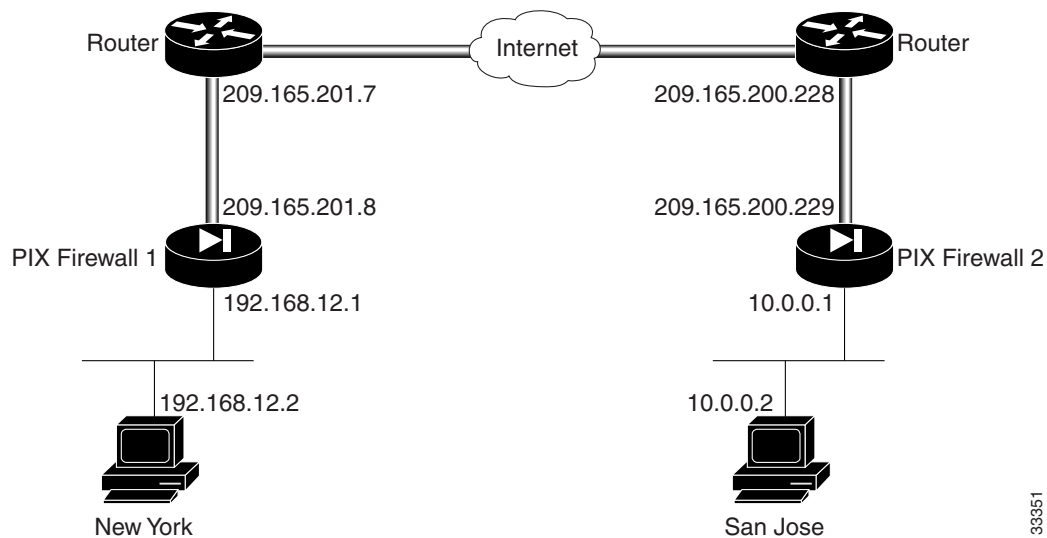 Router
Internet
Router
209.165.201.7
209.165.200.228
209.165.201.8
209.165.200.229
PIX Firewall 1
PIX Firewall 2
192.168.12.1
10.0.0.1
192.168.12.2
10.0.0.2
New York
San Jose
33351